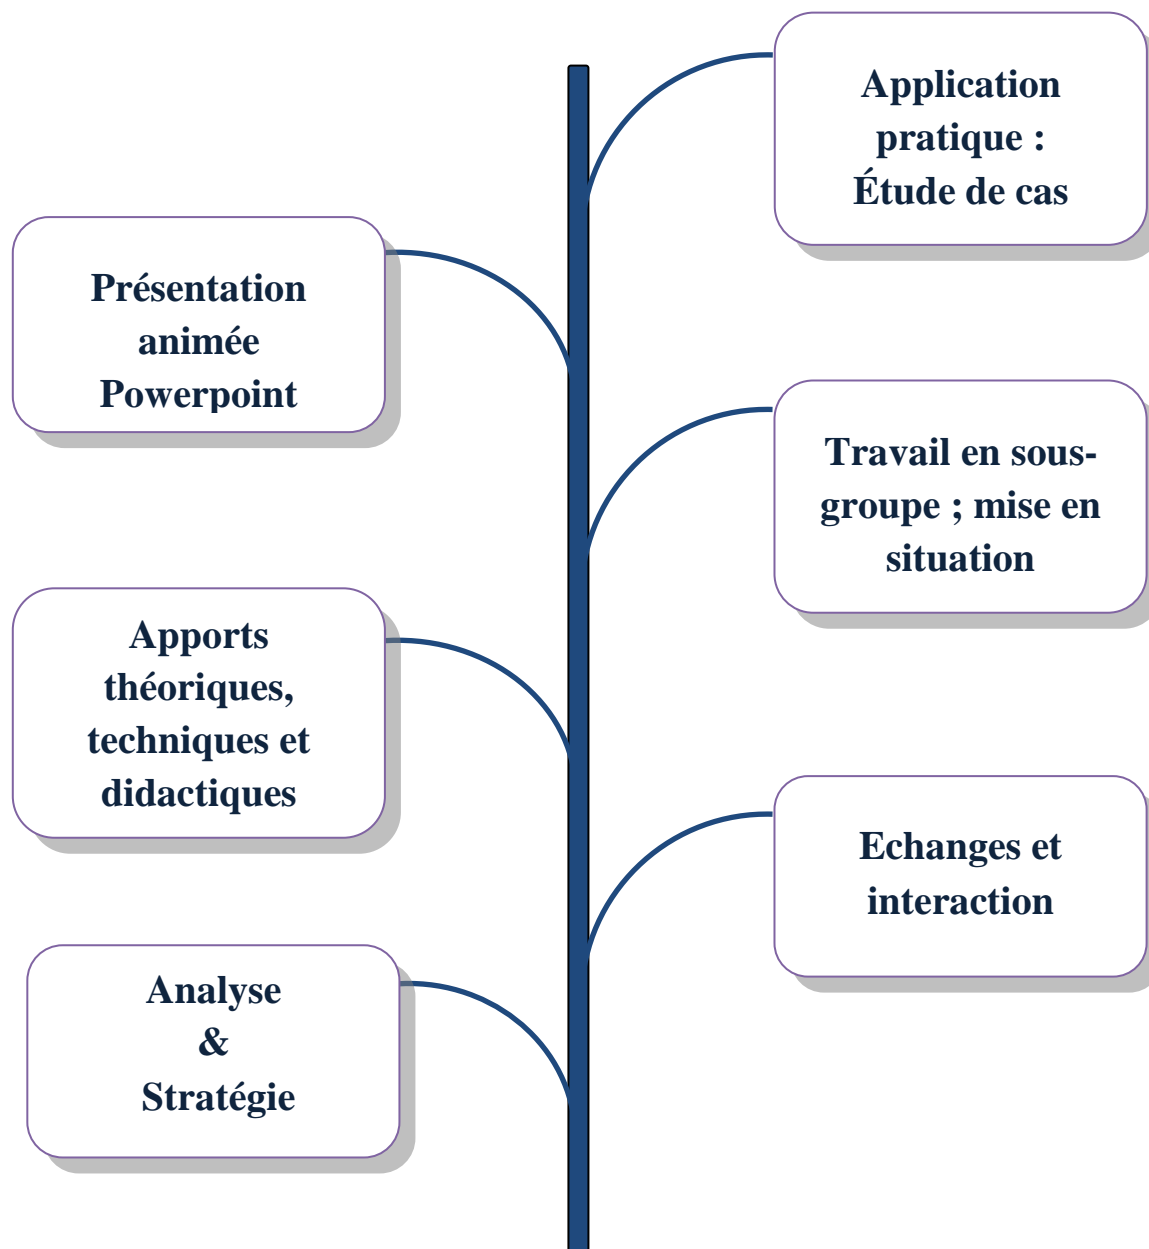 Application
pratique :
Étude de cas
Présentation
animée
Powerpoint
Travail en sous-
groupe ; mise en
situation
Apports
théoriques,
techniques et
didactiques
Echanges et
interaction
Analyse
&
Stratégie